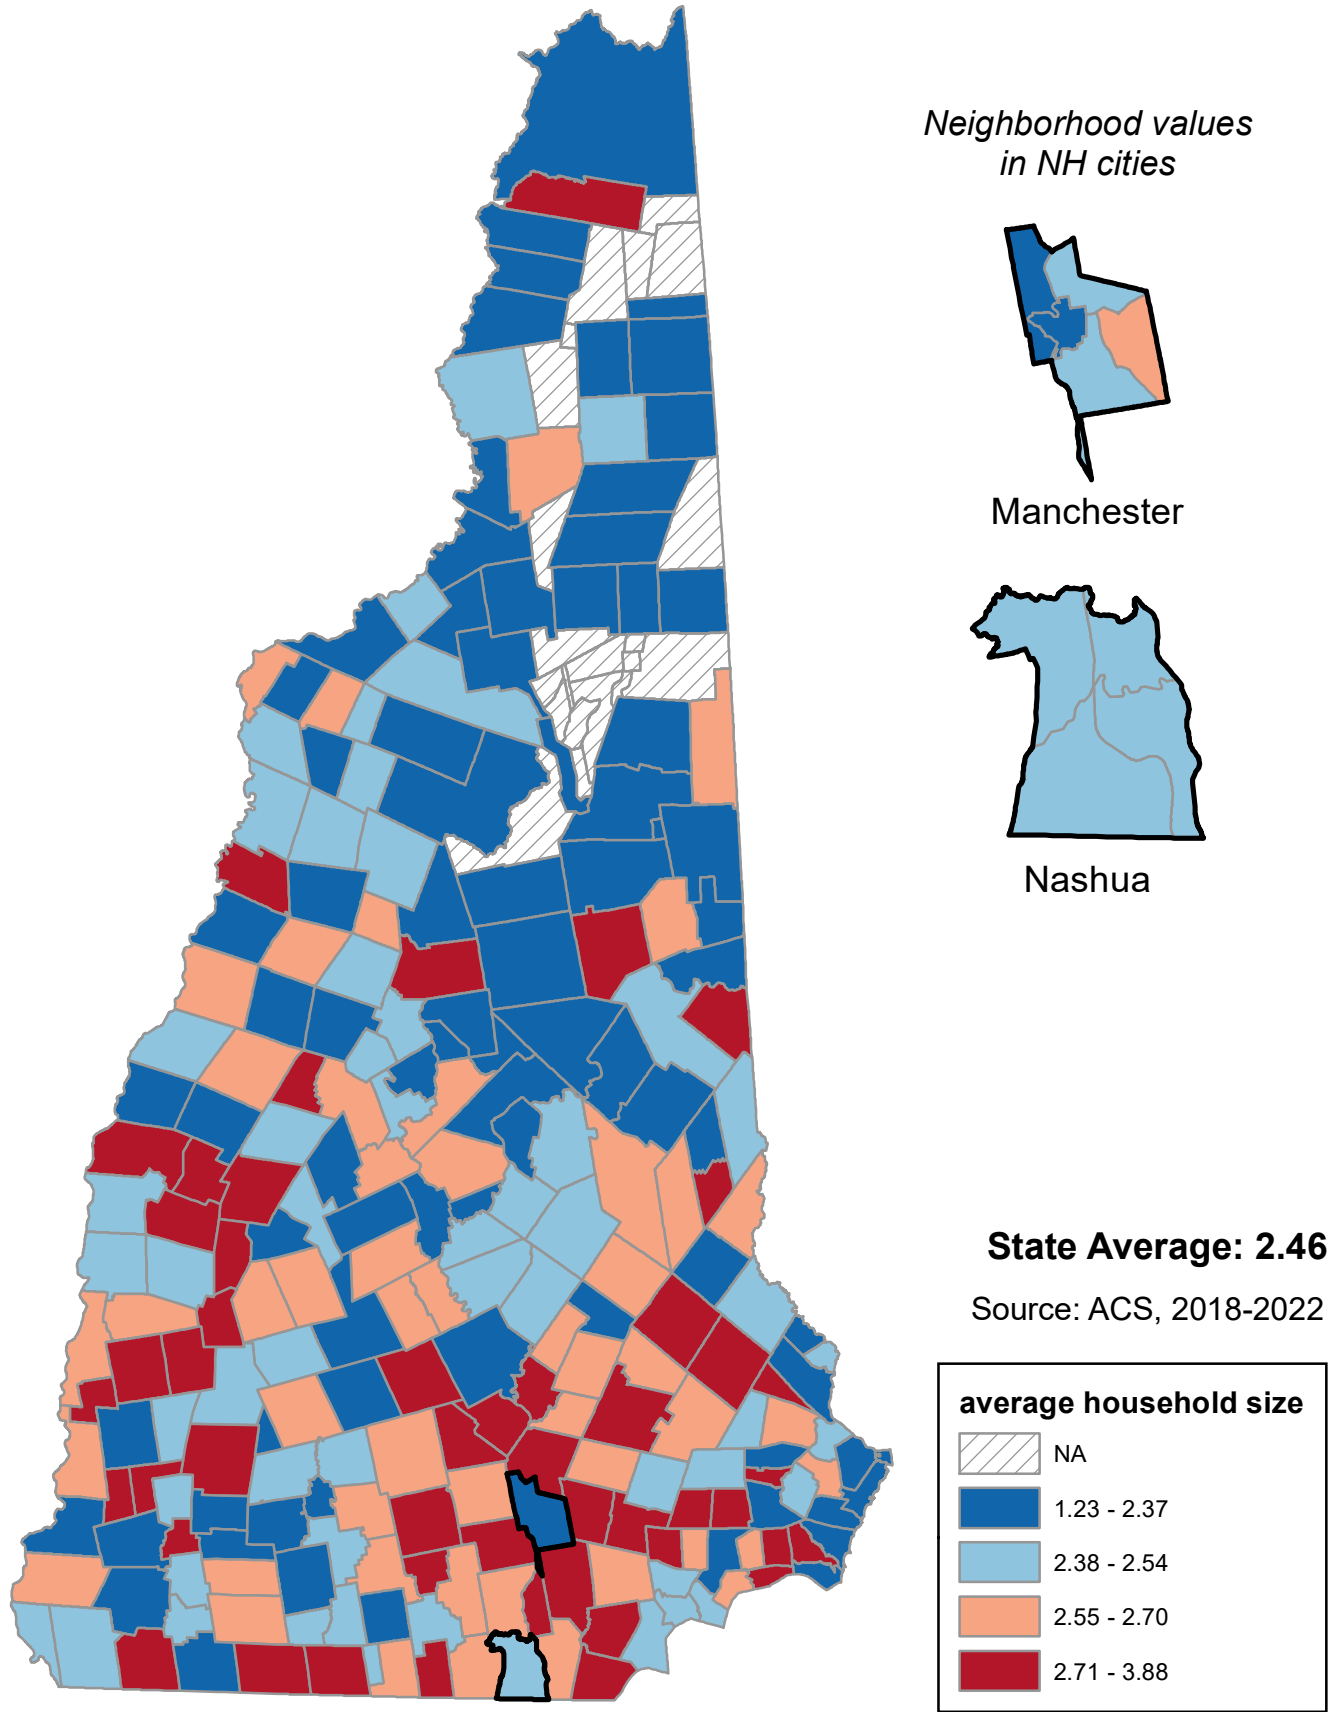 Neighborhood values
in NH cities
Manchester
Nashua
State Average: 2.46
Source: ACS, 2018-2022
average household size
NA
1.23 - 2.37
2.38 - 2.54
2.55 - 2.70
2.71 - 3.88